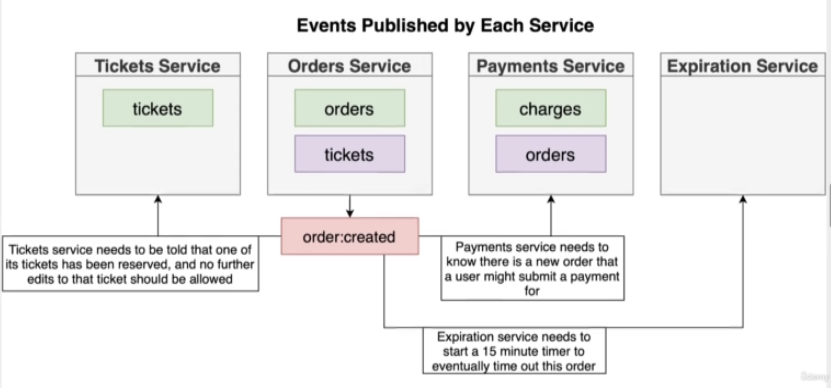 Events Published by Each Service
Tickets Service
Orders Service
Payments Service
Expiration Service
tickets
orders
charges
tickets
orders
order:created
Tickets service needs to be told that one of
its tickets has been reserved, and no further
edits to that ticket should be allowed
Payments service needs to
know there is a new order that
a user might submit a payment
for
Expiration service needs to
start a 15 minute timer to
eventually time out this order
Udemy